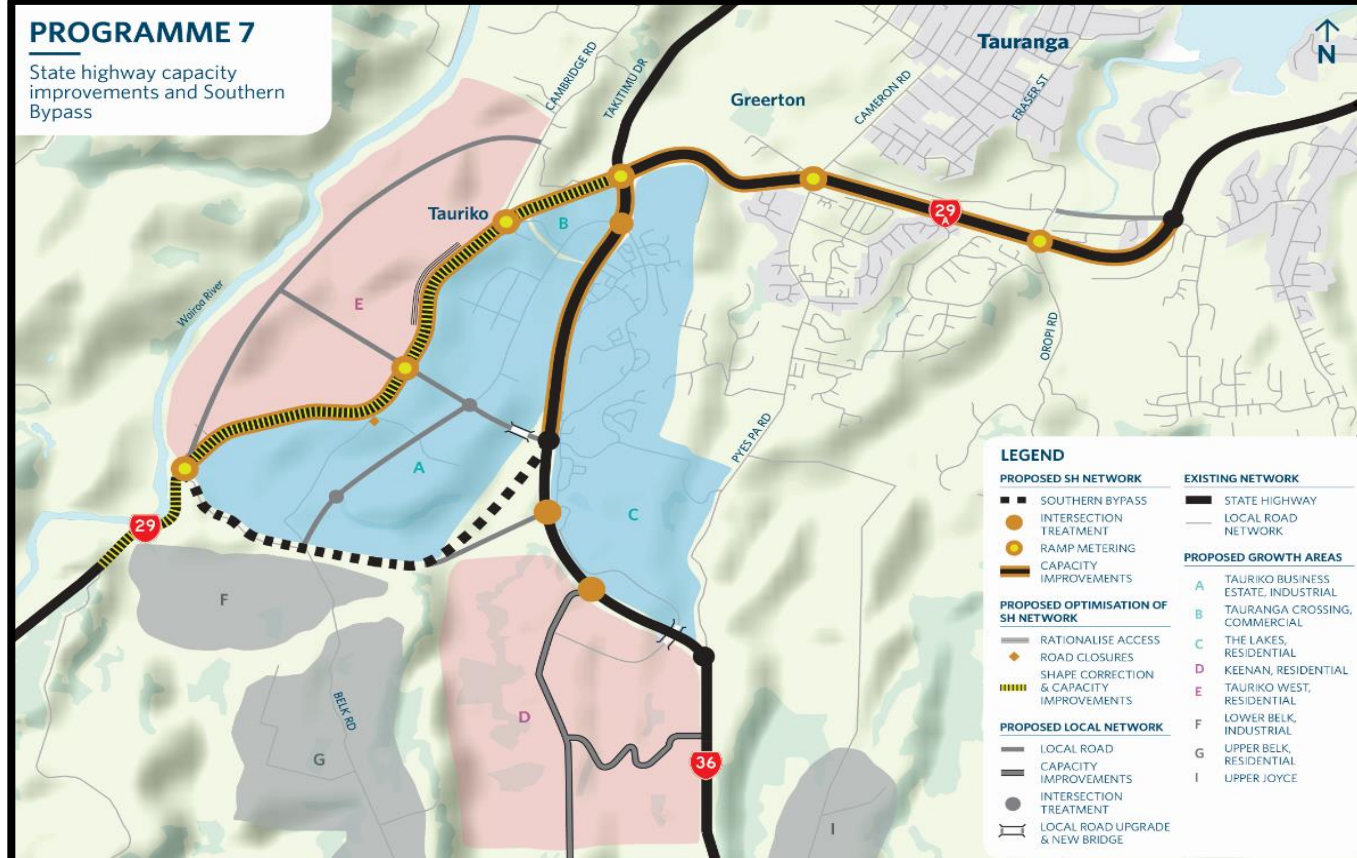 PROGRAMME 7
State highway capacity
improvements and Southern
Bypass
N
Tauranga
CAMBRIDGE RD
TAKITIMU DR
Greerton
CAMERON RD
FRASER ST
Tauriko
B
29
A
Wairoa River
E
OROPI RD
PYES PA RD
A
C
29
F
D
BELK RD
G
36
I
LEGEND
PROPOSED SH NETWORK
SOUTHERN BYPASS
INTERSECTION
TREATMENT
RAMP METERING
CAPACITY
IMPROVEMENTS
PROPOSED OPTIMISATION OF
SH NETWORK
RATIONALISE ACCESS
ROAD CLOSURES
SHAPE CORRECTION
& CAPACITY
IMPROVEMENTS
PROPOSED LOCAL NETWORK
LOCAL ROAD
CAPACITY
IMPROVEMENTS
INTERSECTION
TREATMENT
LOCAL ROAD UPGRADE
& NEW BRIDGE
EXISTING NETWORK
STATE HIGHWAY
LOCAL ROAD
NETWORK
PROPOSED GROWTH AREAS
A TAURIKO BUSINESS
ESTATE, INDUSTRIAL
B TAURANGA CROSSING,
COMMERCIAL
C THE LAKES,
RESIDENTIAL
D KEENAN, RESIDENTIAL
E TAURIKO WEST,
RESIDENTIAL
F LOWER BELK,
INDUSTRIAL
G UPPER BELK,
RESIDENTIAL
I UPPER JOYCE